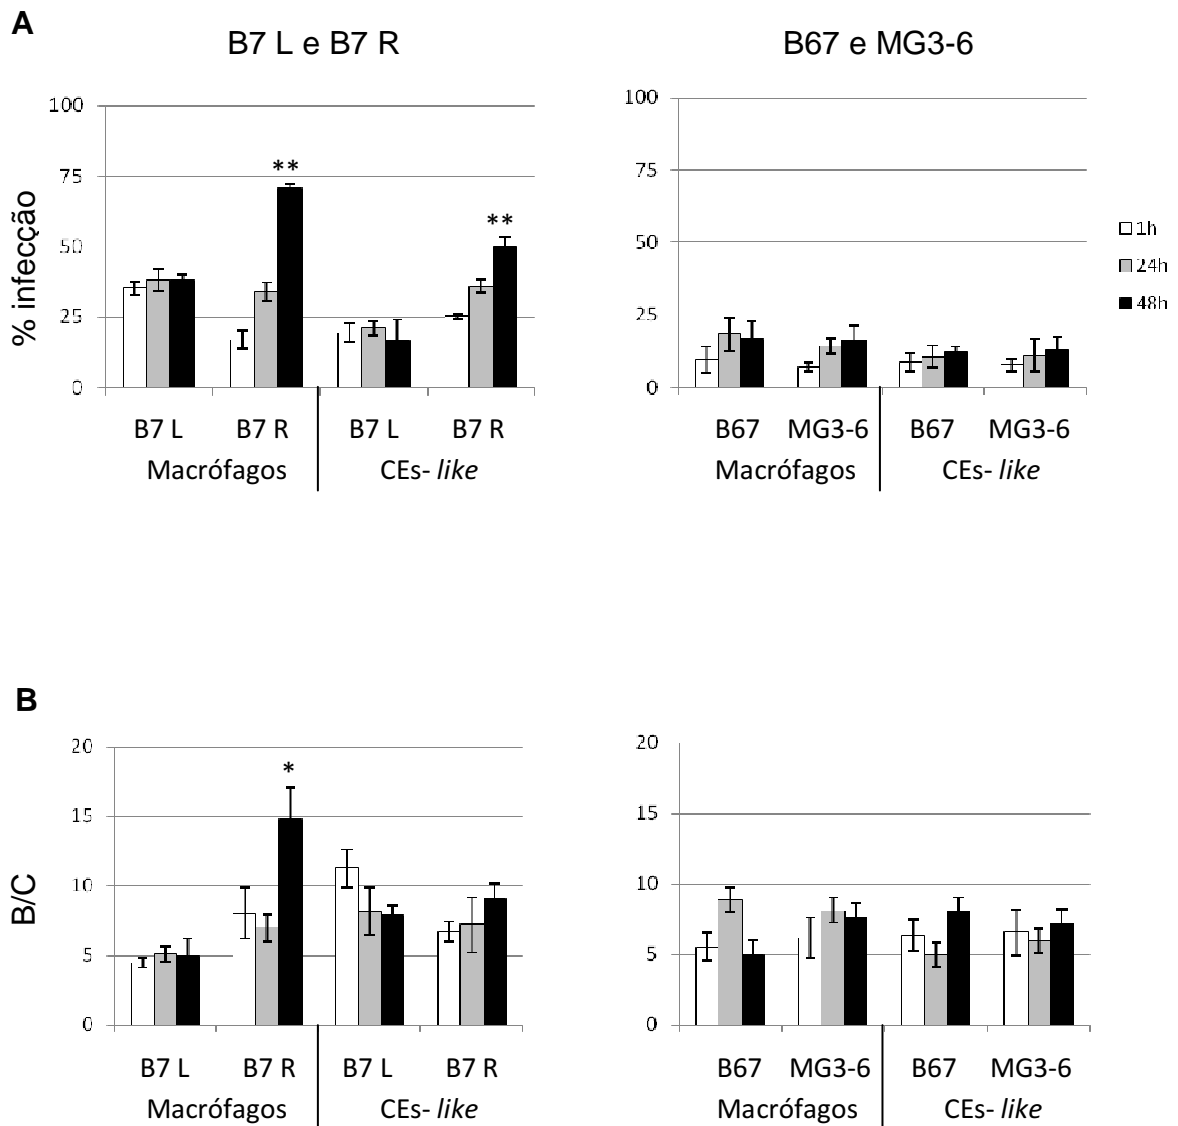 A
B7 L e B7 R
B67 e MG3-6
% infecção
100
75
50
25
0
**
**
B7 L
B7 R
B7 L
B7 R
Macrófagos
CEs- like
100
75
50
25
0
B67
MG3-6
B67
MG3-6
Macrófagos
CEs- like
1h
24h
48h
B
B/C
20
15
10
5
0
*
B7 L
B7 R
B7 L
B7 R
Macrófagos
CEs- like
20
15
10
5
0
B67
MG3-6
B67
MG3-6
Macrófagos
CEs- like